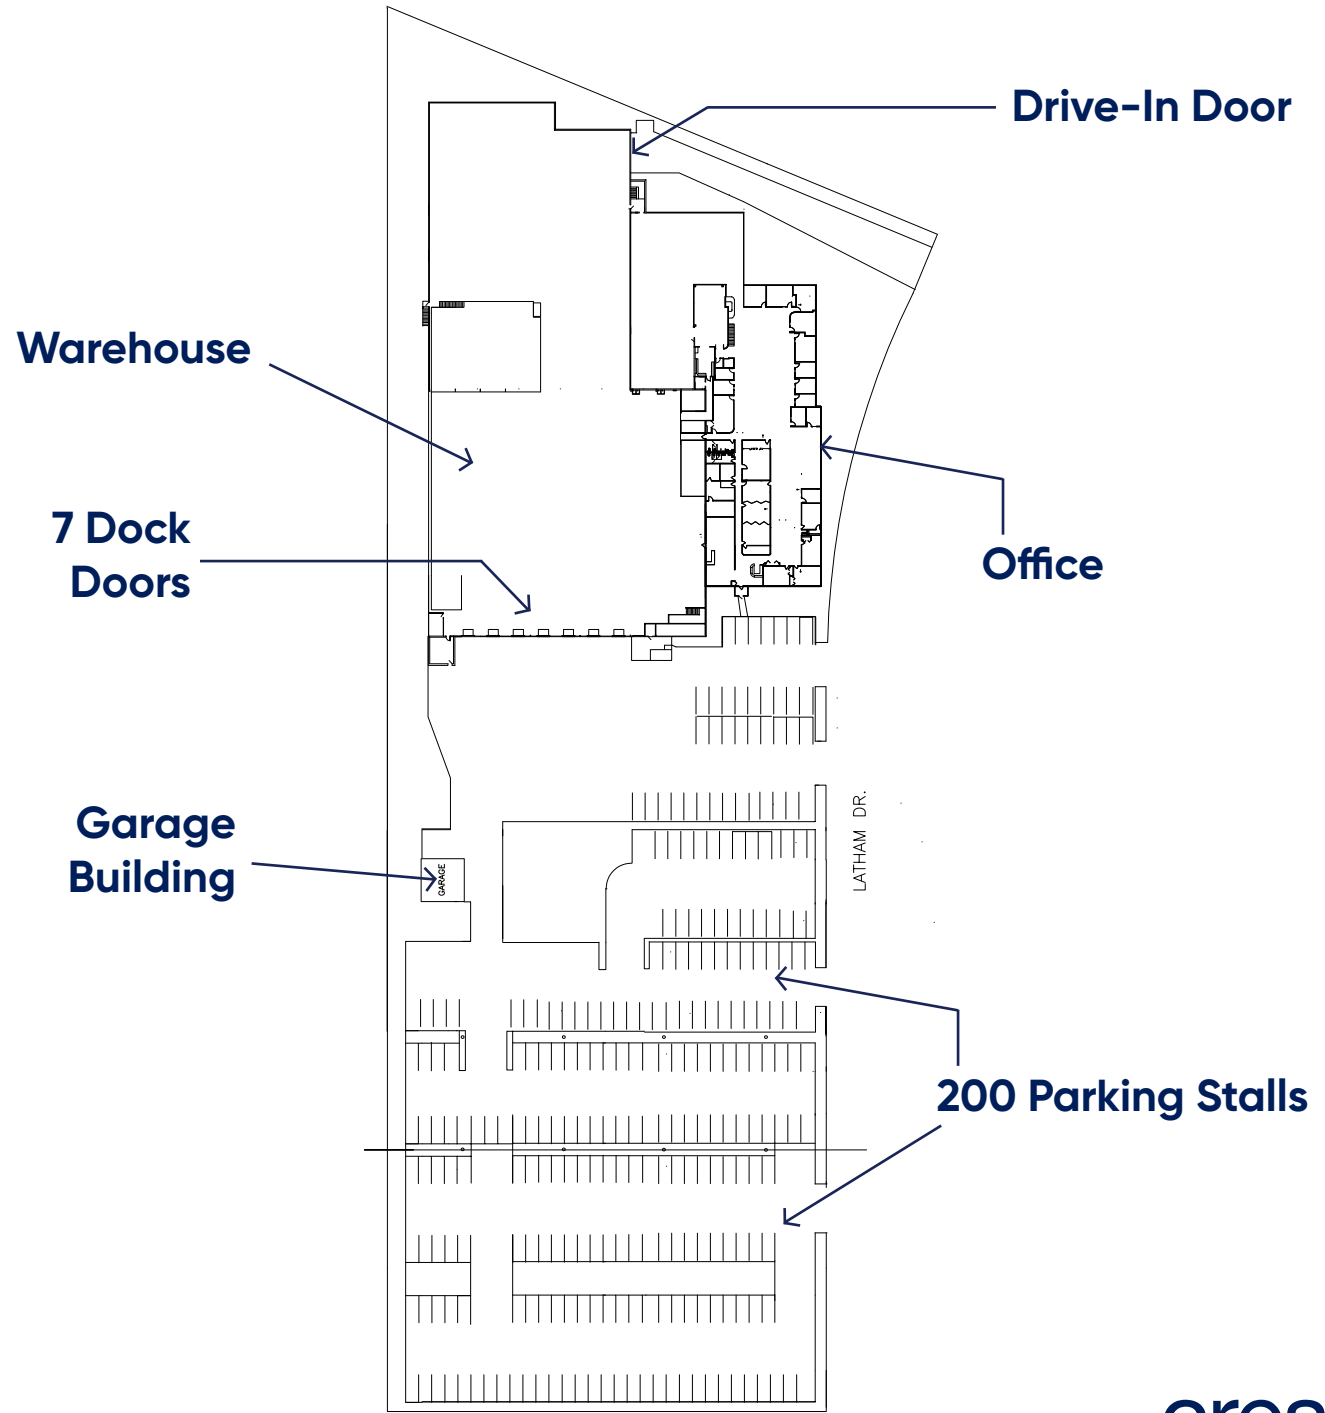 Drive-In Door
Warehouse
7 Dock
Doors
Office
Garage
Building
GARAGE
LATHAM DR.
200 Parking Stalls